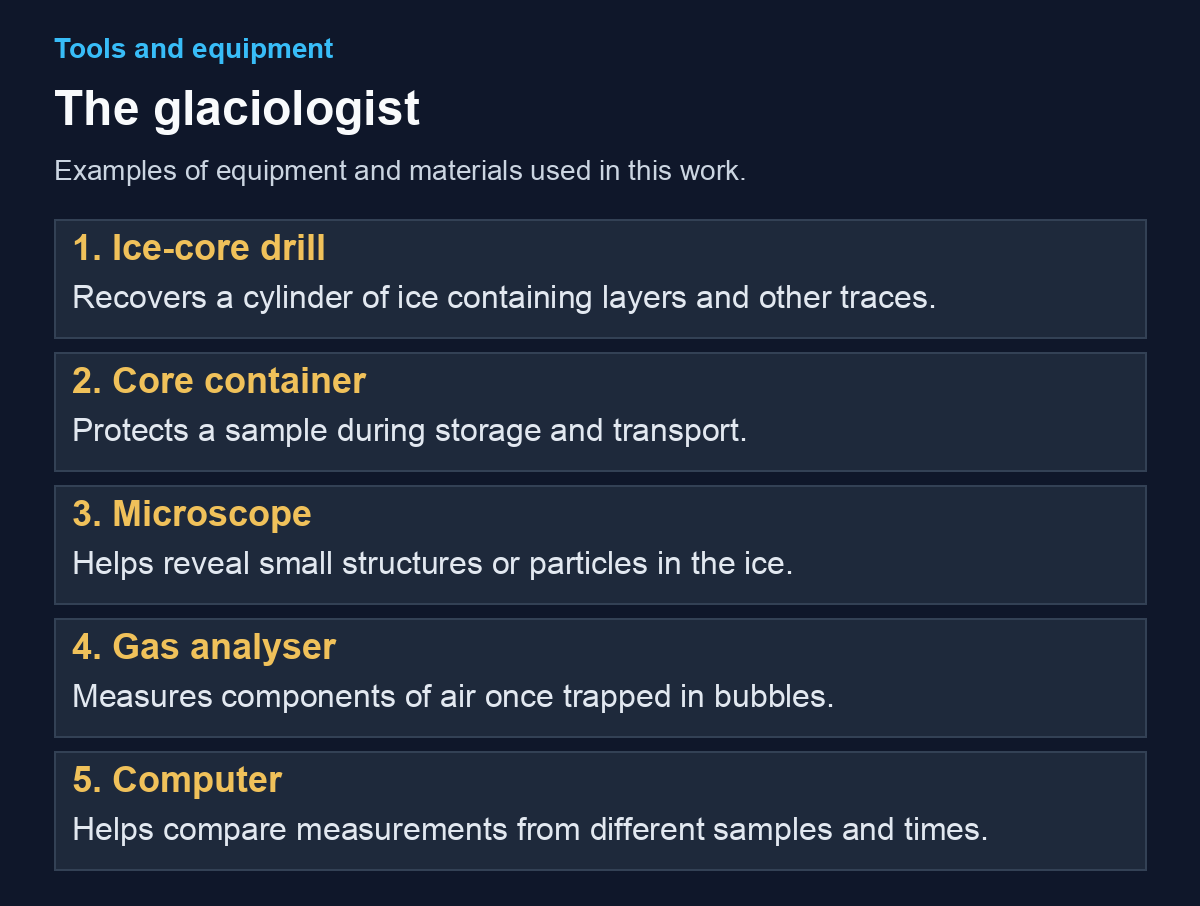 Tools and equipment
The glaciologist
Examples of equipment and materials used in this work.
1. Ice-core drill
Recovers a cylinder of ice containing layers and other traces.
2. Core container
Protects a sample during storage and transport.
3. Microscope
Helps reveal small structures or particles in the ice.
4. Gas analyser
Measures components of air once trapped in bubbles.
5. Computer
Helps compare measurements from different samples and times.